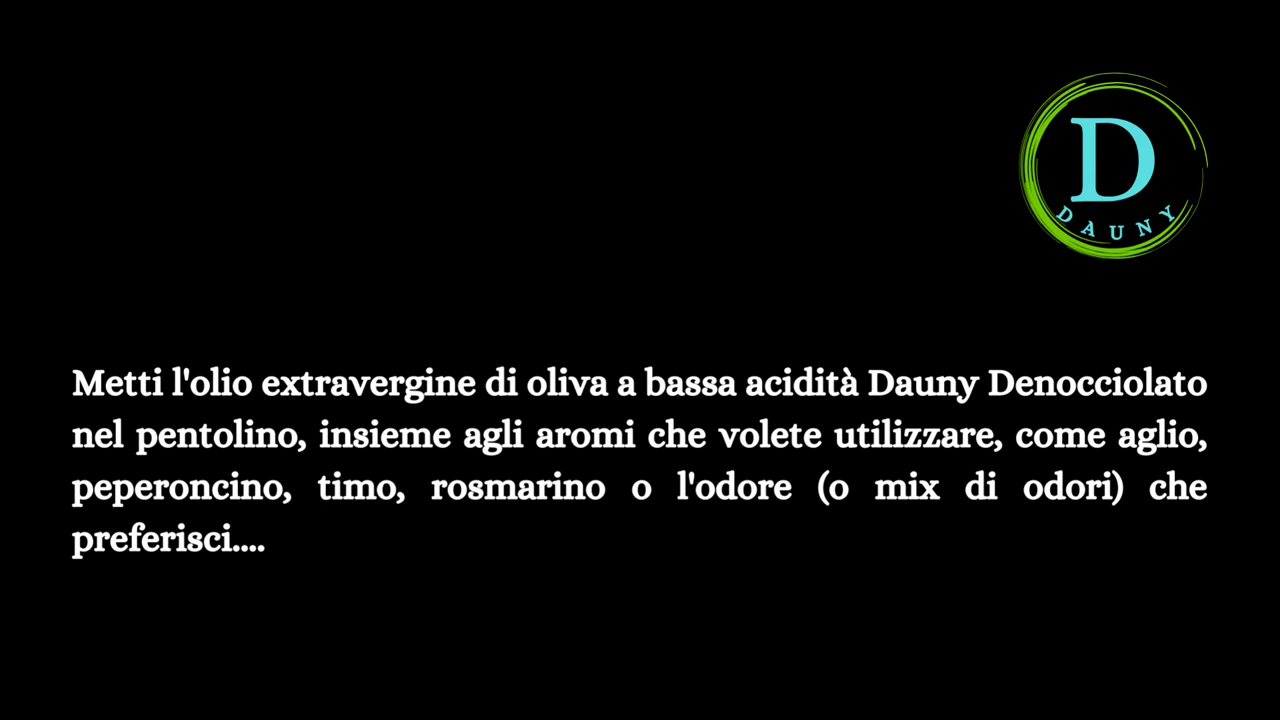 D
DAUNY
Metti l'olio extravergine di oliva a bassa acidità Dauny Denocciolato
nel pentolino, insieme agli aromi che volete utilizzare, come aglio,
peperoncino, timo, rosmarino o l'odore (o mix di odori) che
preferisci....